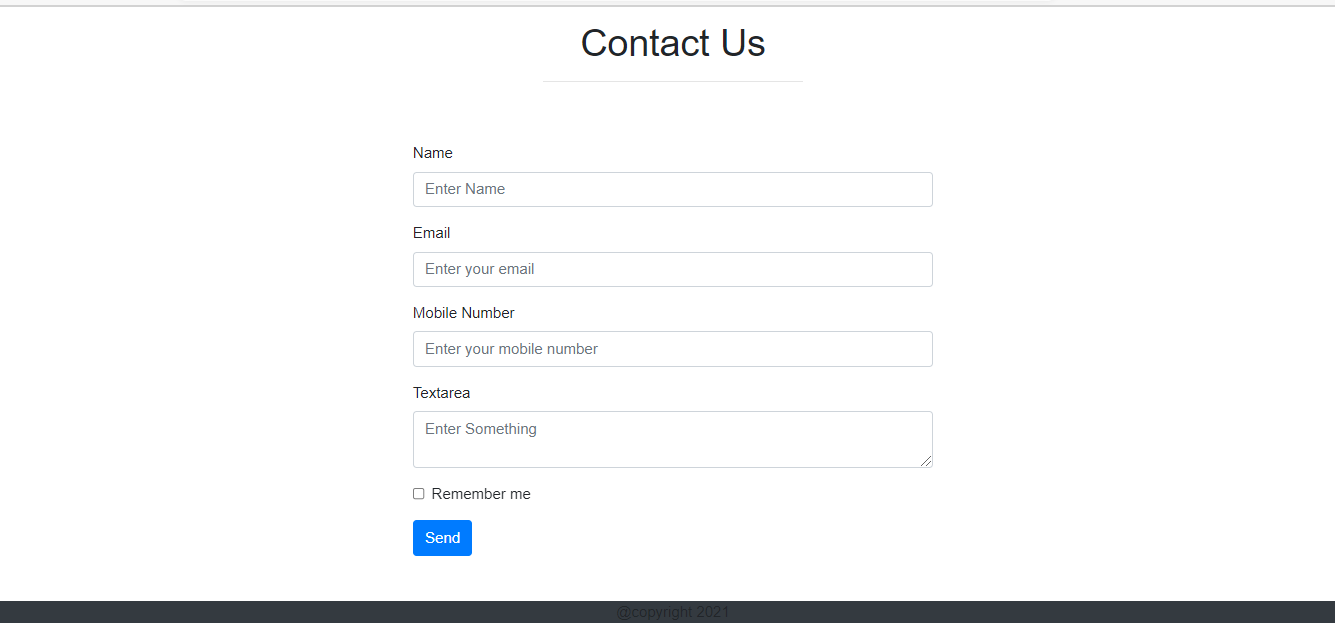 Contact Us
Name
Enter Name
Email
Enter your email
Mobile Number
Enter your mobile number
Textarea
Enter Something
Remember me
Send
@copyright 2021